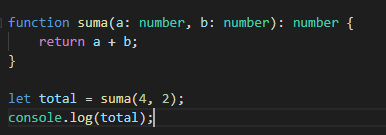 function suma(a: number, b: number): number {
    return a + b;
}

let total = suma(4, 2);
console.log(total);